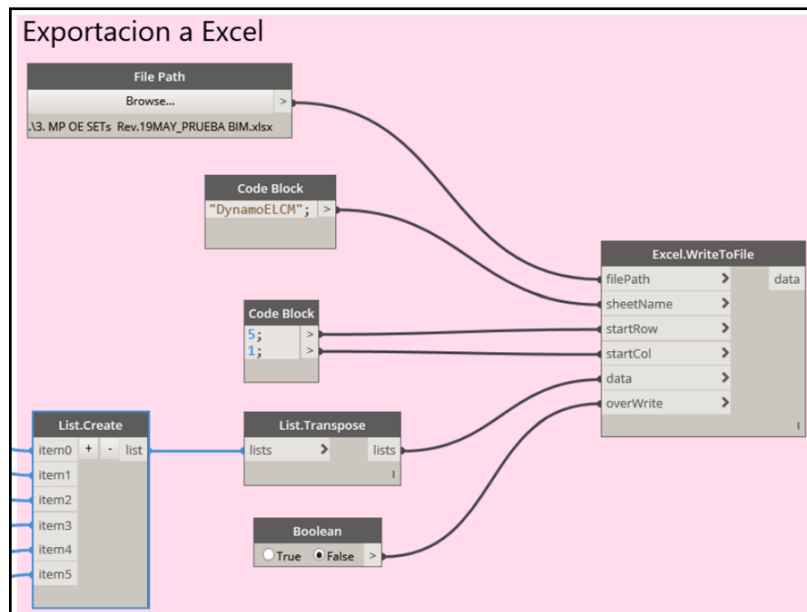 Exportacion a Excel
File Path
Browse... >
.\3. MP OE SETs Rev.19MAY_PRUEBA BIM.xlsx
Code Block
"DynamoELCM"; >
Code Block
5; >
1; >
Excel.WriteToFile
filePath > data
sheetName >
startRow >
startCol >
data >
overWrite >
l
List.Create
item0 + - list
item1
item2
item3
item4
item5
List.Transpose
lists > lists
l
Boolean
True False >